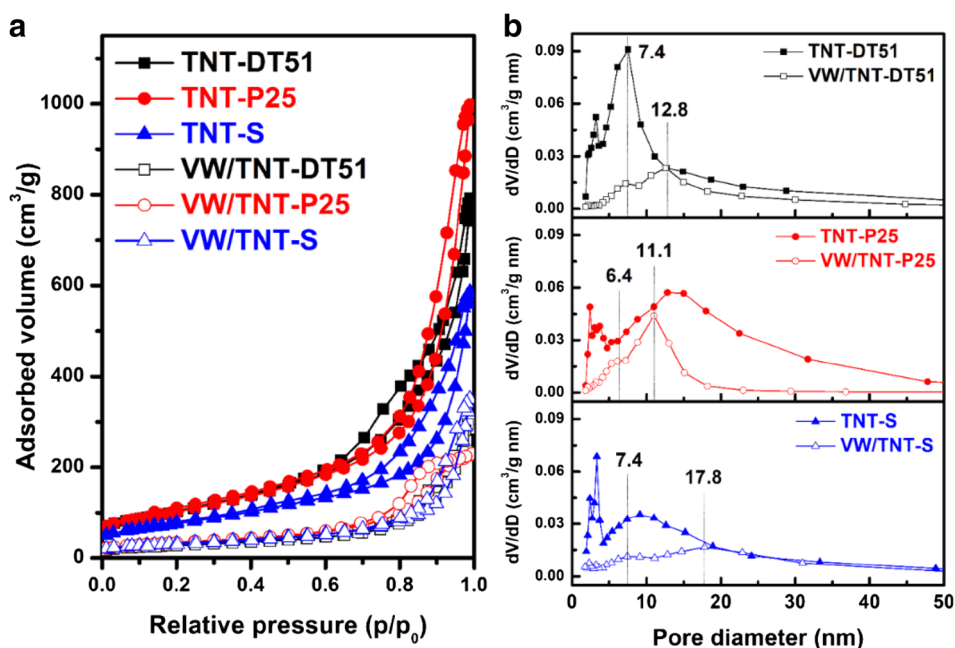 a
Adsorbed volume (cm³/g)
1000
800
600
400
200
0
TNT-DT51
TNT-P25
TNT-S
VW/TNT-DT51
VW/TNT-P25
VW/TNT-S
0.0
0.2
0.4
0.6
0.8
1.0
Relative pressure (p/p₀)
b
dV/dD (cm³/g nm)
0.09
0.06
0.03
0.00
7.4
12.8
TNT-DT51
VW/TNT-DT51
dV/dD (cm³/g nm)
0.09
0.06
0.03
0.00
6.4
11.1
TNT-P25
VW/TNT-P25
dV/dD (cm³/g nm)
0.09
0.06
0.03
0.00
7.4
17.8
TNT-S
VW/TNT-S
0
10
20
30
40
50
Pore diameter (nm)